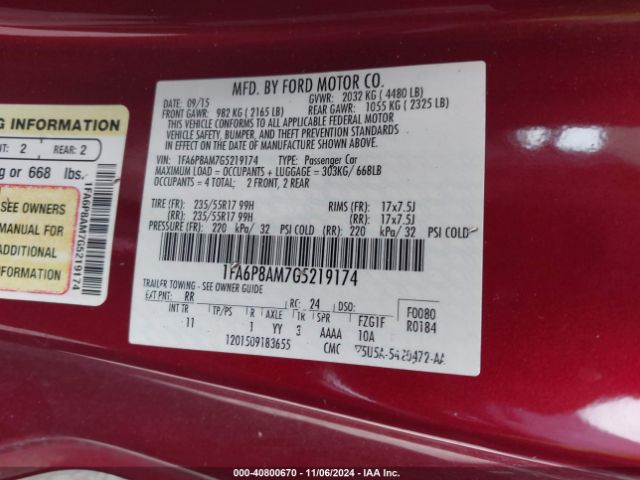 MFD. BY FORD MOTOR CO.
DATE: 09/15 GVWR: 2032 KG ( 4480 LB)
FRONT GAWR: 982 KG ( 2165 LB) REAR GAWR: 1055 KG ( 2325 LB)
THIS VEHICLE CONFORMS TO ALL APPLICABLE FEDERAL MOTOR
VEHICLE SAFETY, BUMPER, AND THEFT PREVENTION STANDARDS IN
EFFECT ON THE DATE OF MANUFACTURE SHOWN ABOVE.
VIN: 1FA6P8AM7G5219174 TYPE: Passenger Car
MAXIMUM LOAD = OCCUPANTS + LUGGAGE = 303KG/ 668LB
OCCUPANTS = 4 TOTAL; 2 FRONT, 2 REAR
TIRE (FR): 235/55R17 99H RIMS (FR): 17x7.5J
(RR): 235/55R17 99H (RR): 17x7.5J
PRESSURE (FR): 220 kPa/ 32 PSI COLD (RR): 220 kPa/ 32 PSI COLD
1FA6P8AM7G5219174
TRAILER TOWING - SEE OWNER GUIDE
EXT PNT: RR RC: 24 DSO: F0080
INT TR TP/PS R AXLE TR SPR FZG1F R0184
11 1 YY 3 AAAA 10A
1201509183655 CMC
G INFORMATION
NT: 2 REAR: 2
g or 668 lbs.
SEE OWNERS
MANUAL FOR
ADDITIONAL
INFORMATION
1FA6P8AM7G5219174
000-40800670 - 11/06/2024 - IAA Inc.